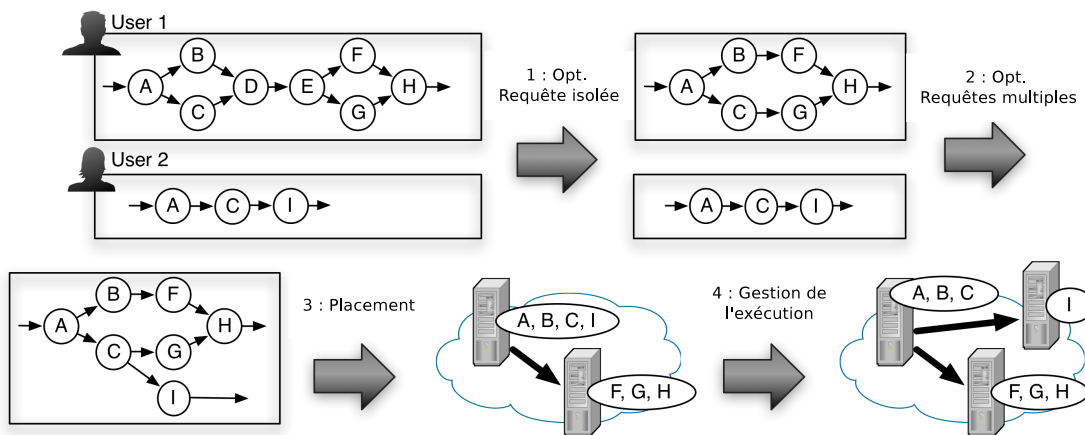 User 1
B
F
A
D
E
H
C
G
1 : Opt.
Requête isolée
B
F
A
H
C
G
2 : Opt.
Requêtes multiples
User 2
A
C
I
A
C
I
B
F
A
H
C
G
I
3 : Placement
A, B, C, I
F, G, H
4 : Gestion de
l'exécution
A, B, C
I
F, G, H